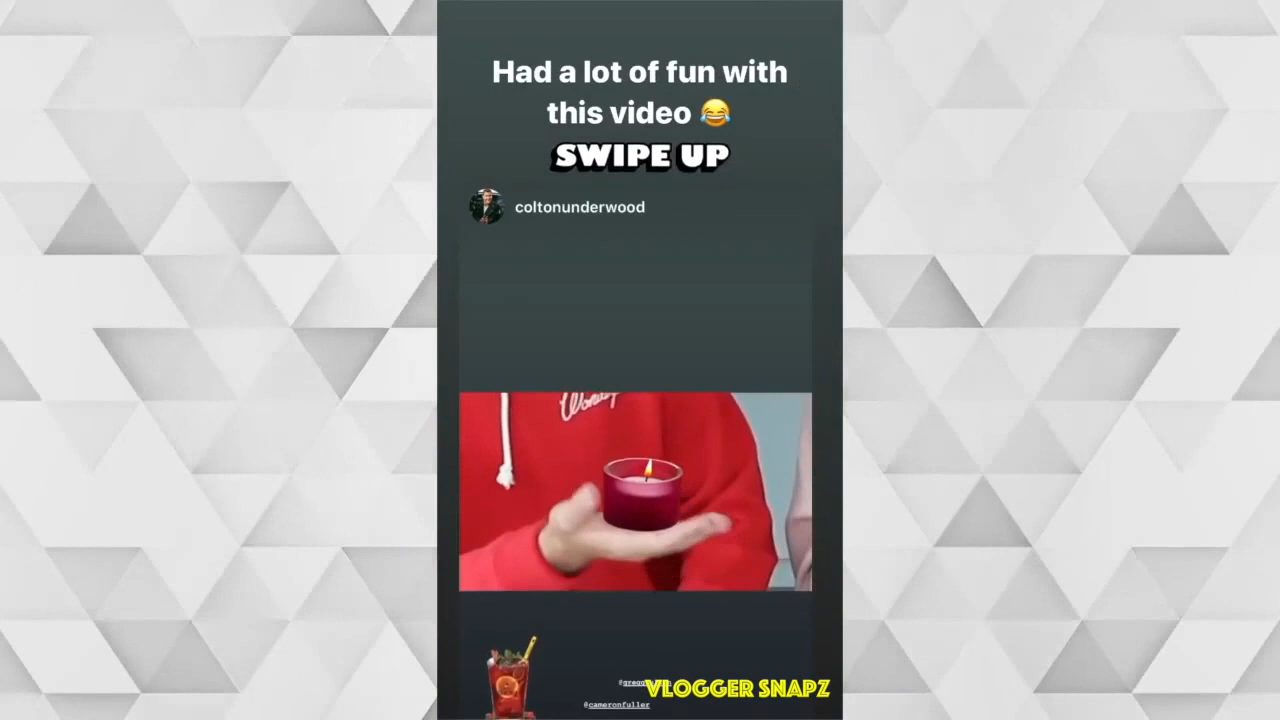 Had a lot of fun with
this video 😂
SWIPE UP
coltonunderwood
VLOGGER SNAPZ
@cameronfuller